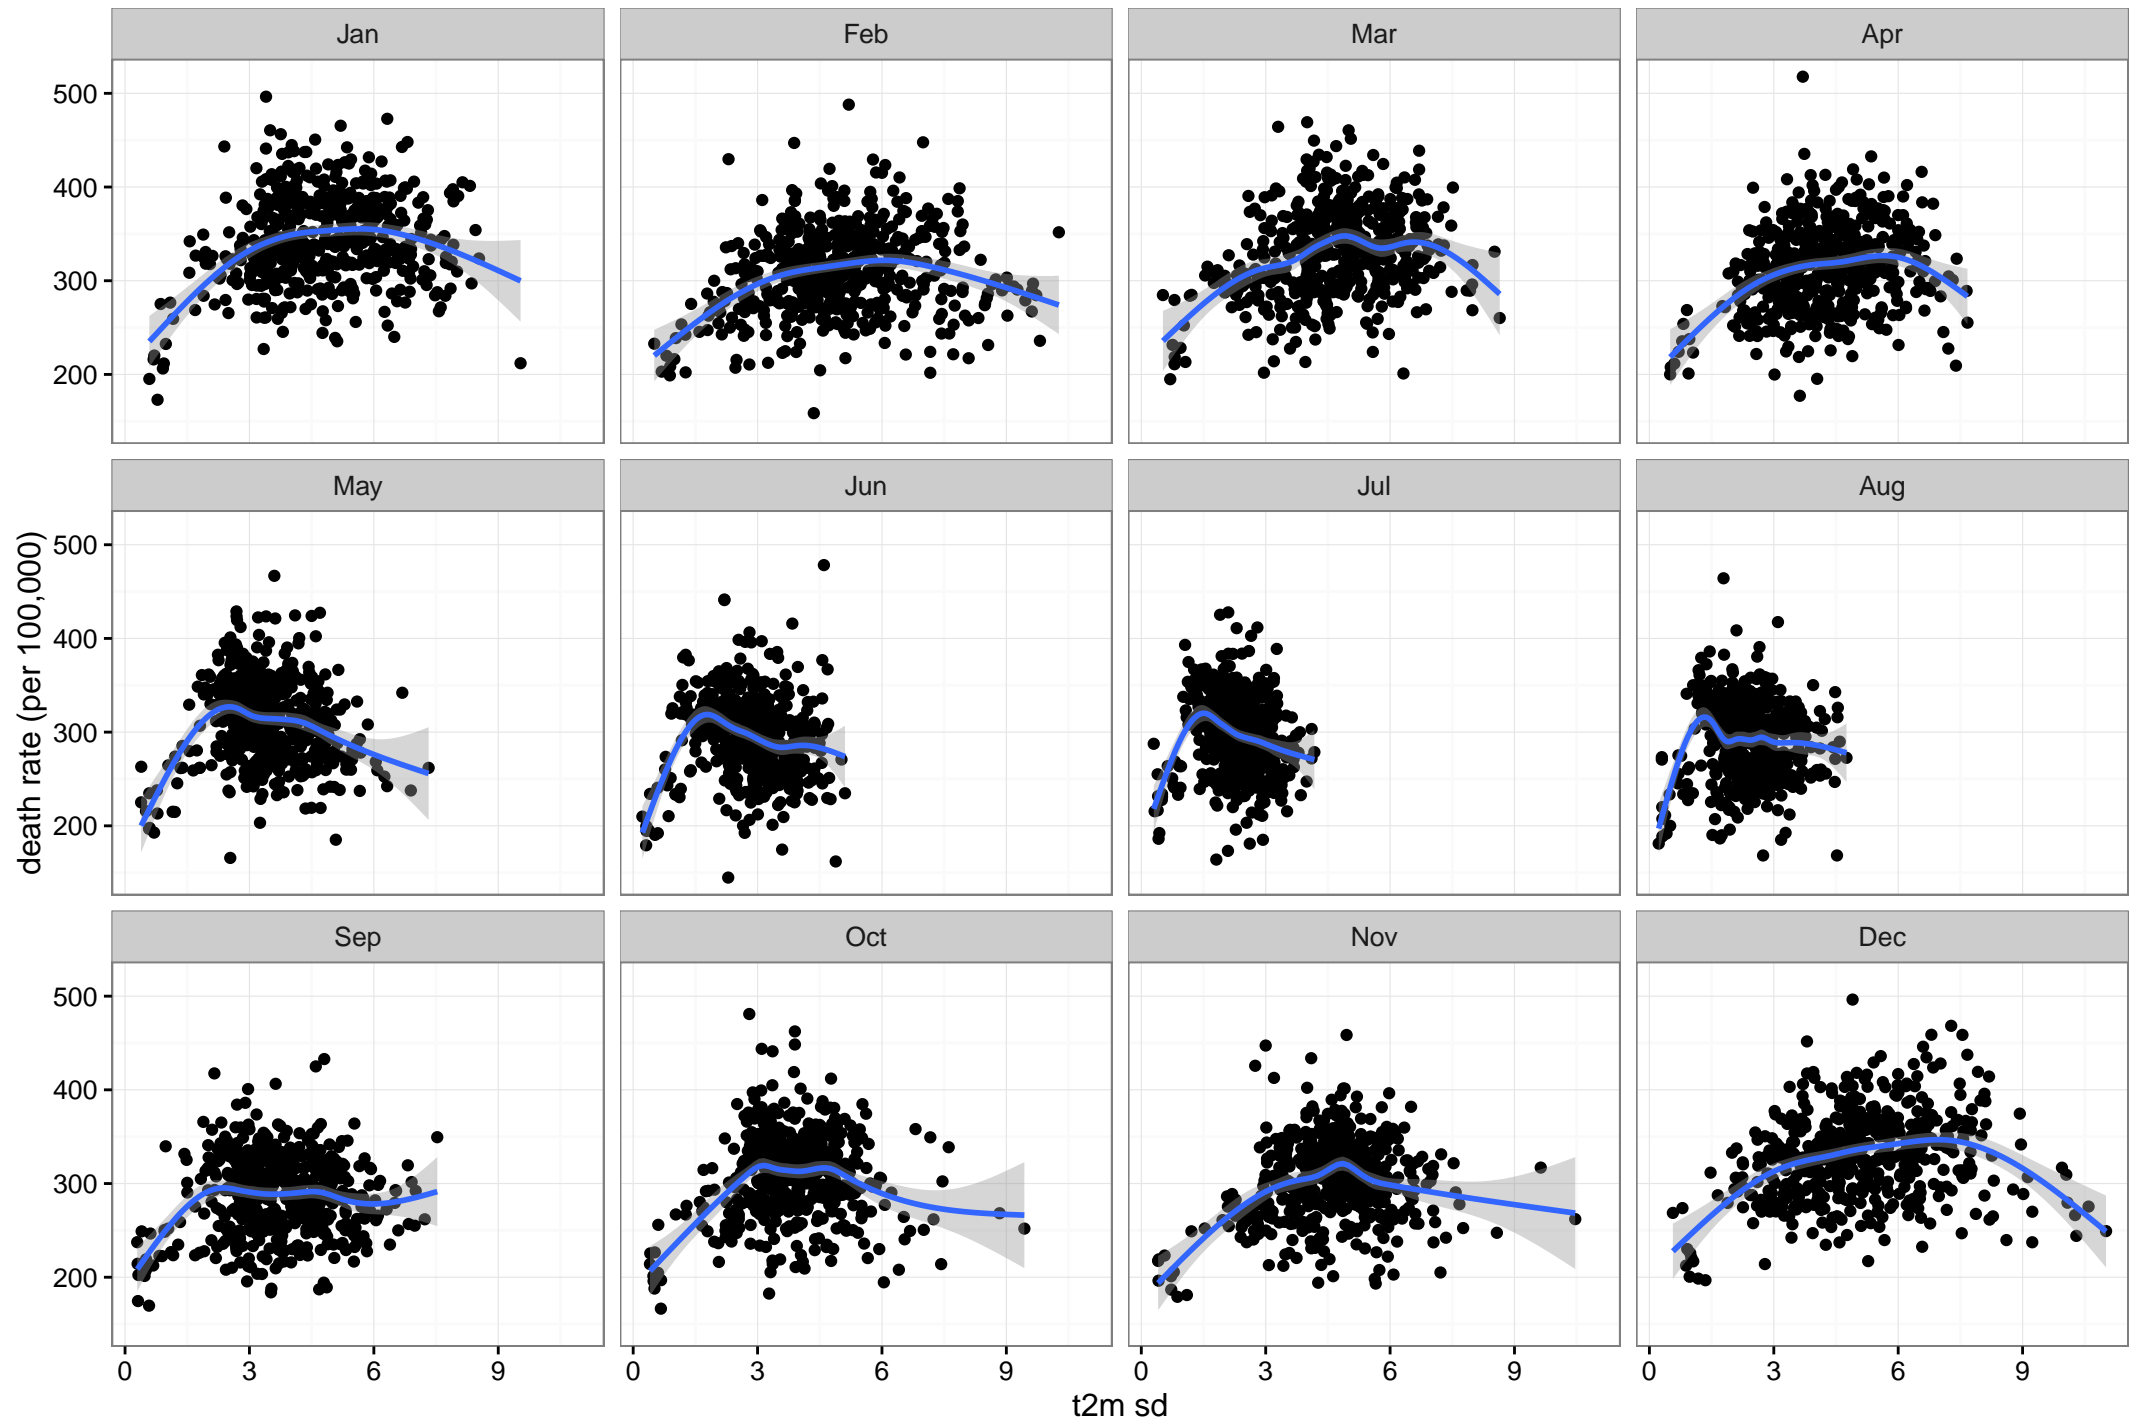 Jan Feb Mar Apr
500
400
300
200
May Jun Jul Aug
500
400
300
200
death rate (per 100,000)
Sep Oct Nov Dec
500
400
300
200
0 3 6 9 0 3 6 9 0 3 6 9 0 3 6 9
t2m sd